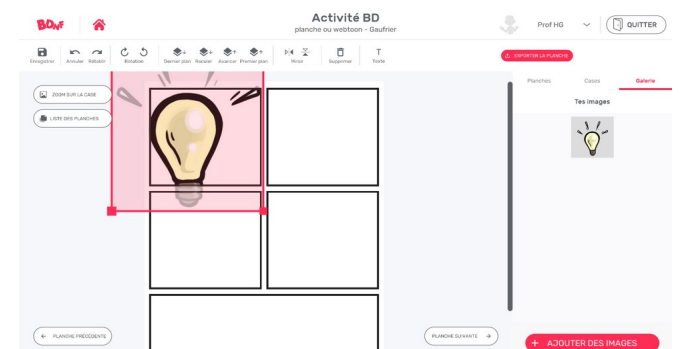 BDnF
Activité BD
planche ou webtoon - Gaufrier
Prof HG
QUITTER
Enregistrer
Annuler
Rétablir
Rotation
Dernier plan
Reculer
Avancer
Premier plan
Miroir
Supprimer
T
Texte
EXPORTER LA PLANCHE
ZOOM SUR LA CASE
LISTE DES PLANCHES
Planches
Cases
Galerie
Tes images
PLANCHE PRÉCÉDENTE
PLANCHE SUIVANTE
+ AJOUTER DES IMAGES